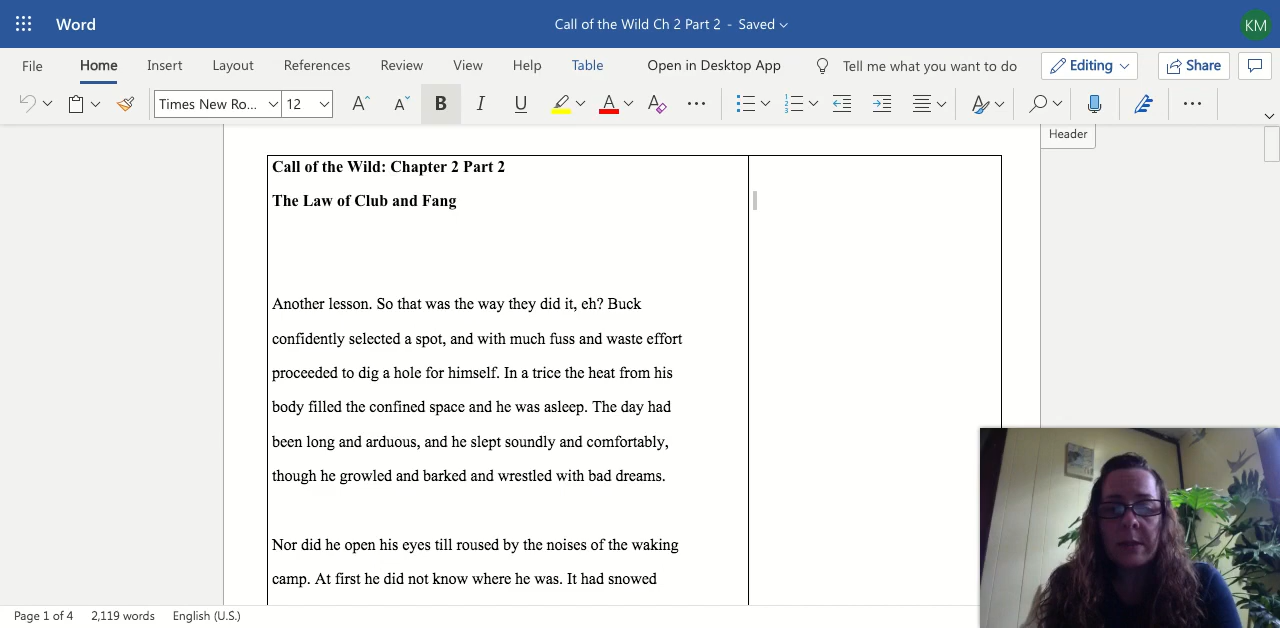 Word
Call of the Wild Ch 2 Part 2 - Saved
KM
File Home Insert Layout References Review View Help Table Open in Desktop App Tell me what you want to do Editing Share
Times New Ro... 12 B I U A
Header
Call of the Wild: Chapter 2 Part 2
The Law of Club and Fang
Another lesson. So that was the way they did it, eh? Buck
confidently selected a spot, and with much fuss and waste effort
proceeded to dig a hole for himself. In a trice the heat from his
body filled the confined space and he was asleep. The day had
been long and arduous, and he slept soundly and comfortably,
though he growled and barked and wrestled with bad dreams.
Nor did he open his eyes till roused by the noises of the waking
camp. At first he did not know where he was. It had snowed
Page 1 of 4 2,119 words English (U.S.)